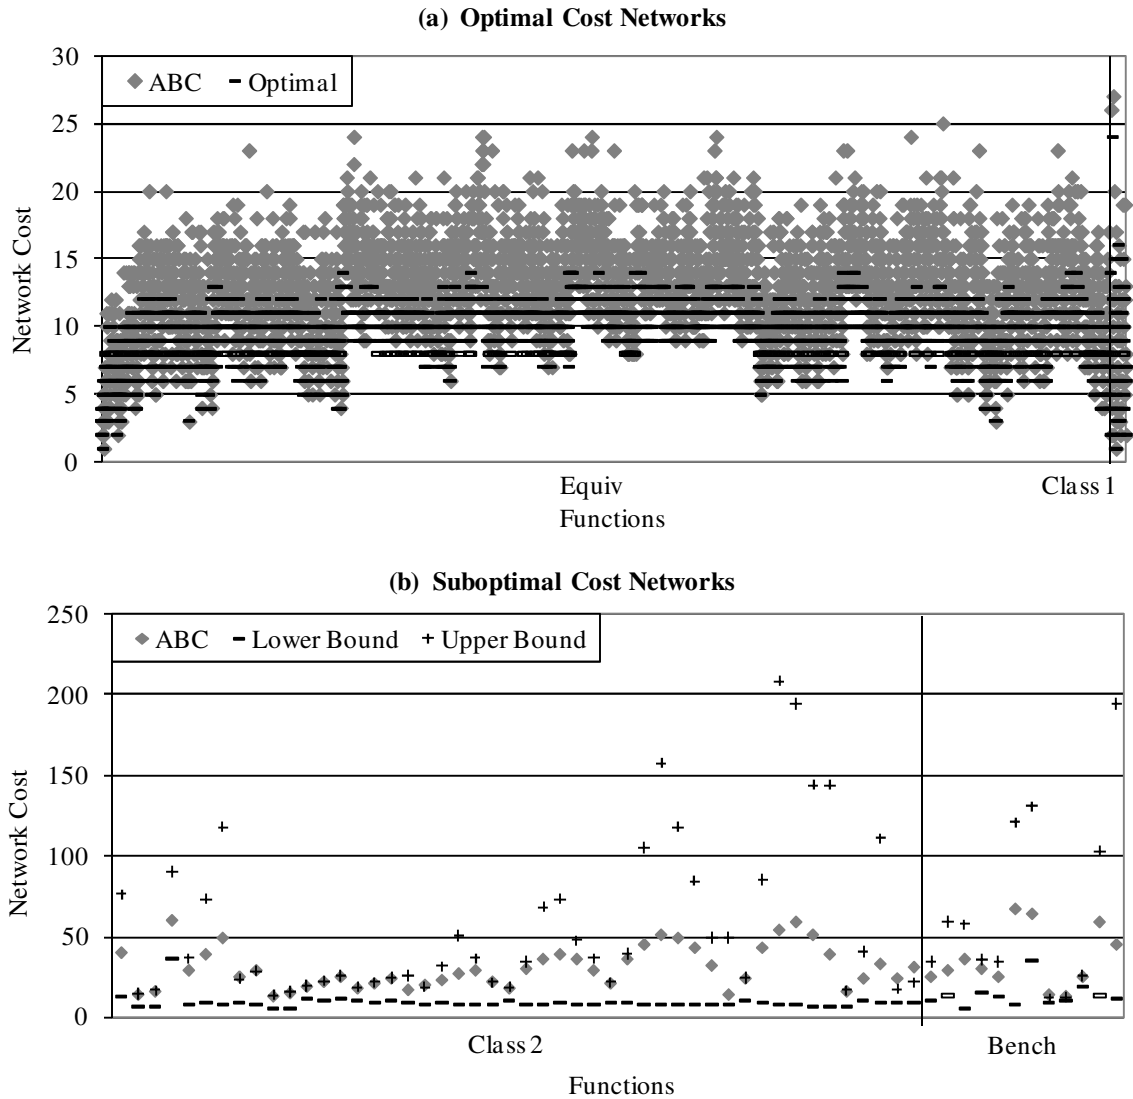 (a) Optimal Cost Networks
30
25
20
15
10
5
0
Network Cost
ABC Optimal
Equiv Class 1
Functions
(b) Suboptimal Cost Networks
250
200
150
100
50
0
Network Cost
ABC Lower Bound Upper Bound
Class 2 Bench
Functions